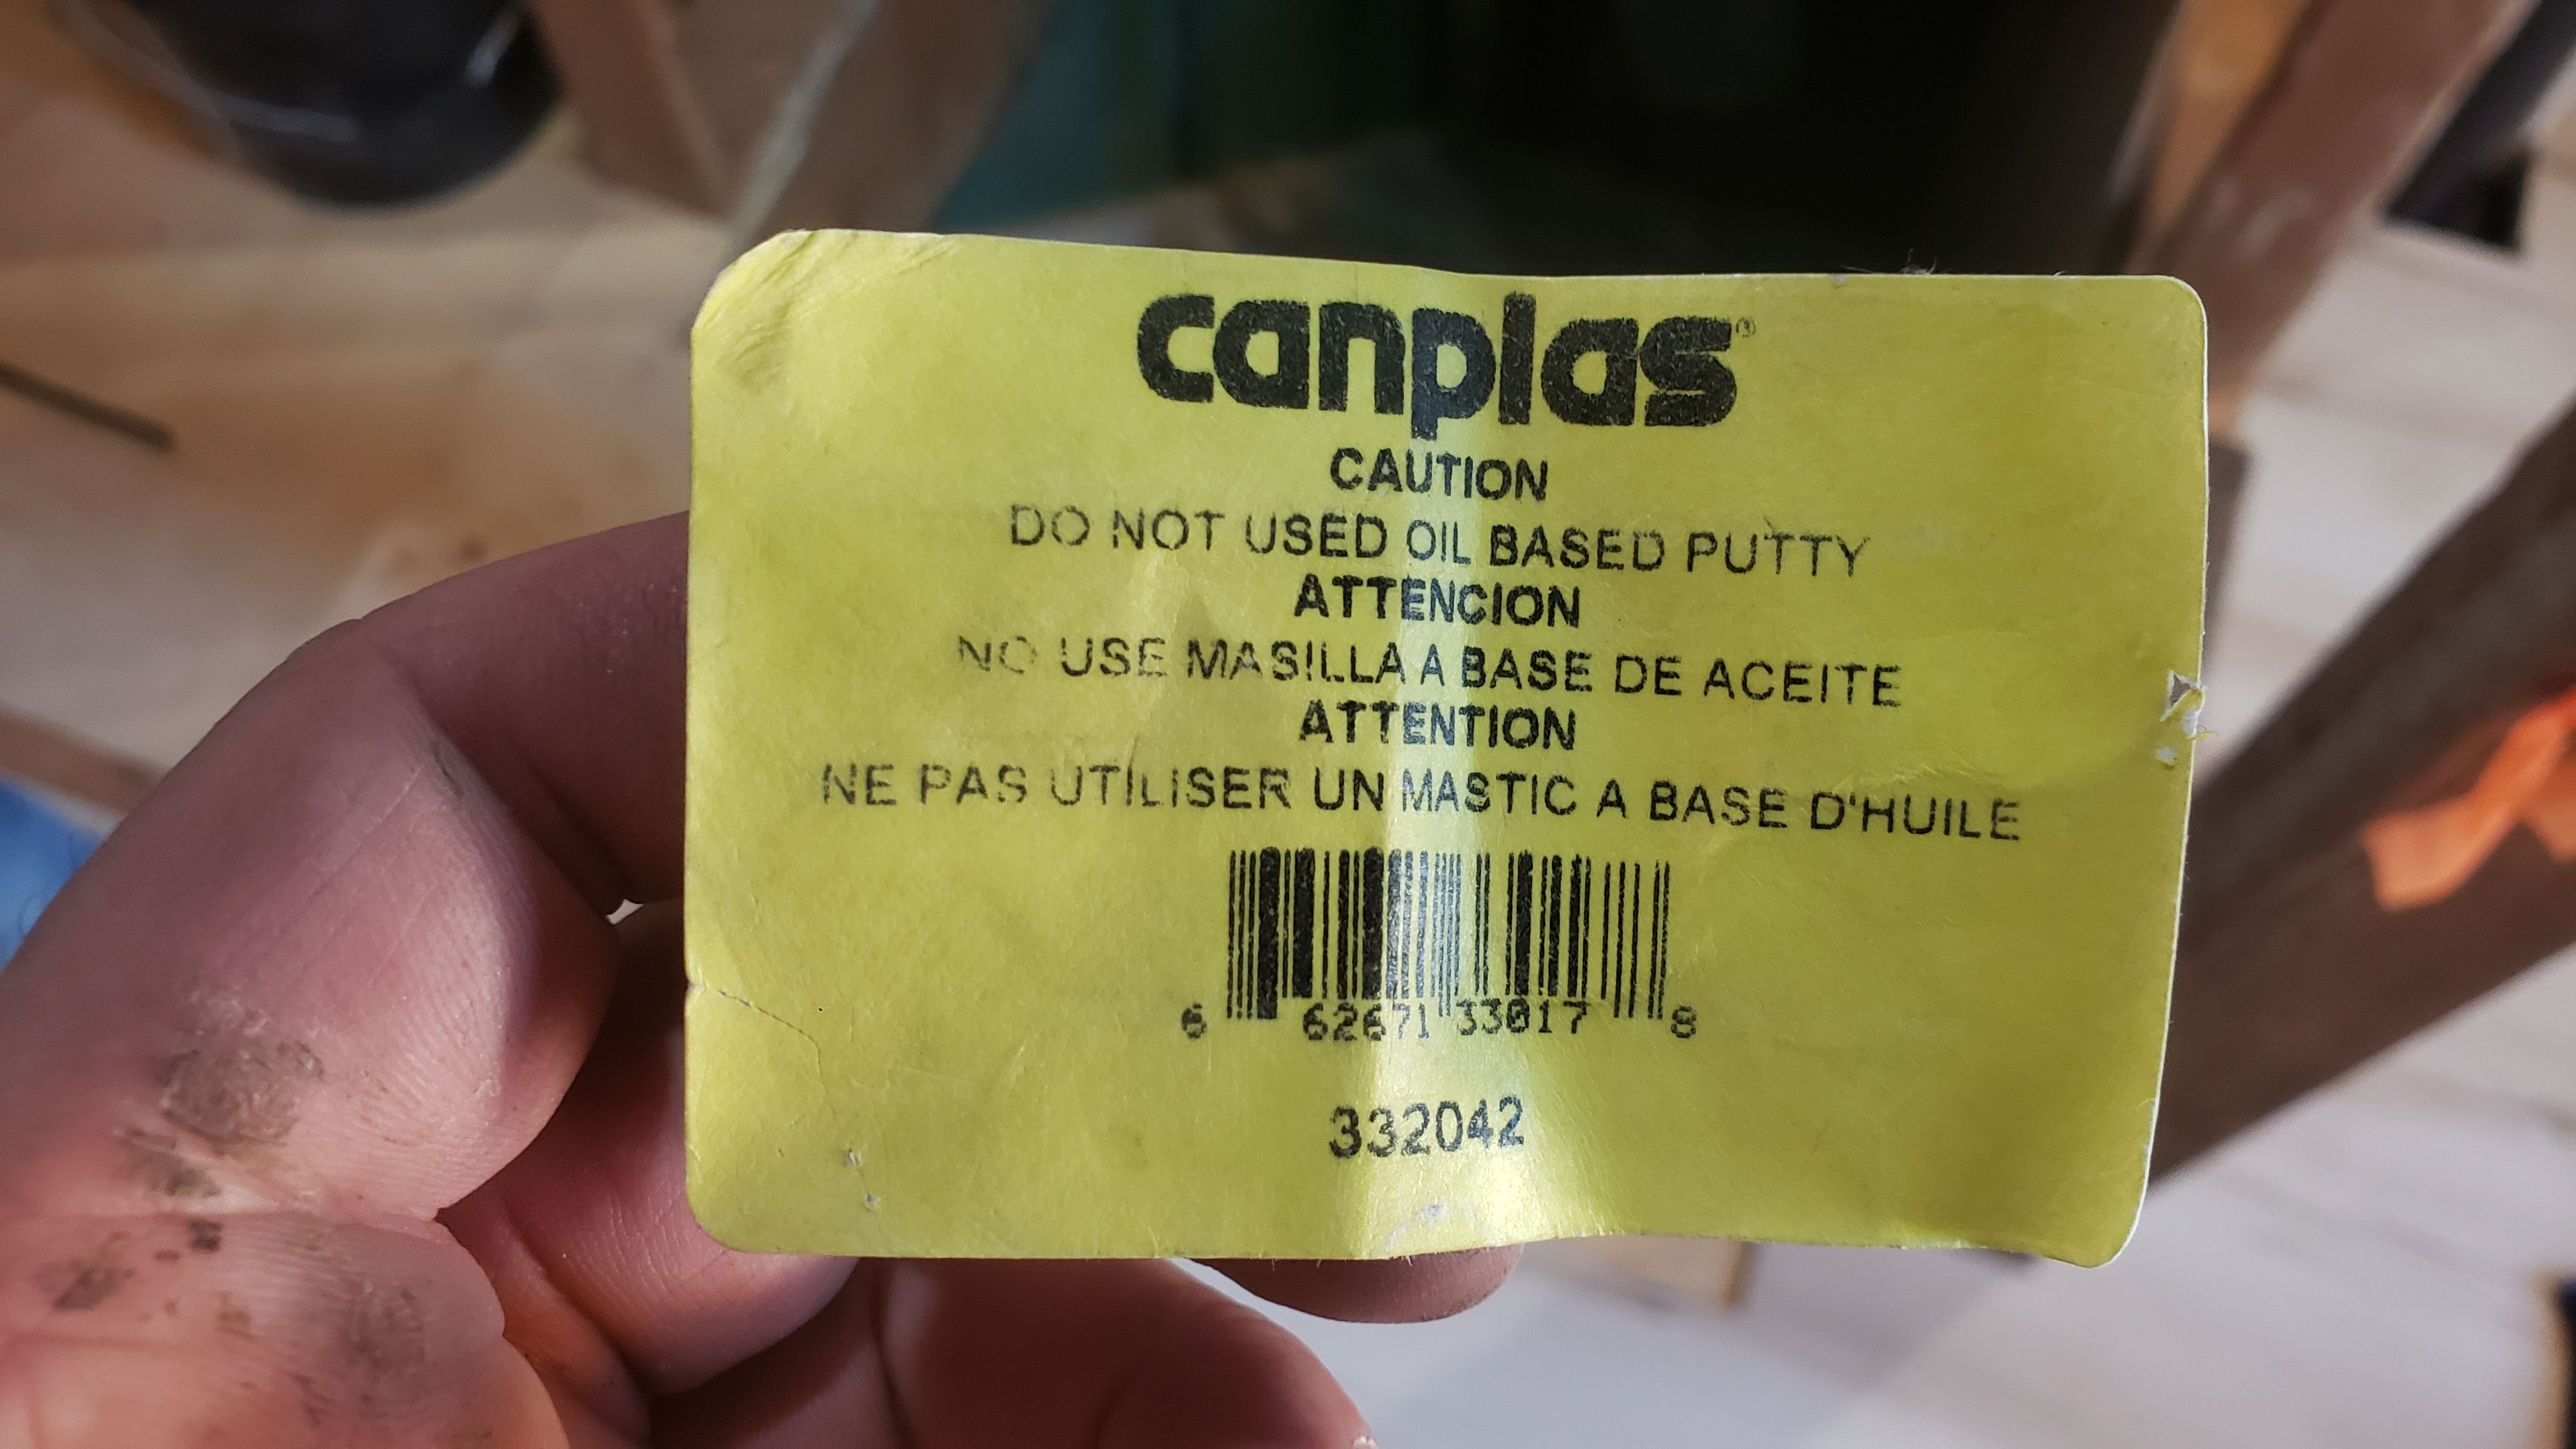 canplas®
CAUTION
DO NOT USED OIL BASED PUTTY
ATTENCION
NO USE MASILLA A BASE DE ACEITE
ATTENTION
NE PAS UTILISER UN MASTIC A BASE D'HUILE
6 62671 33017 8
332042